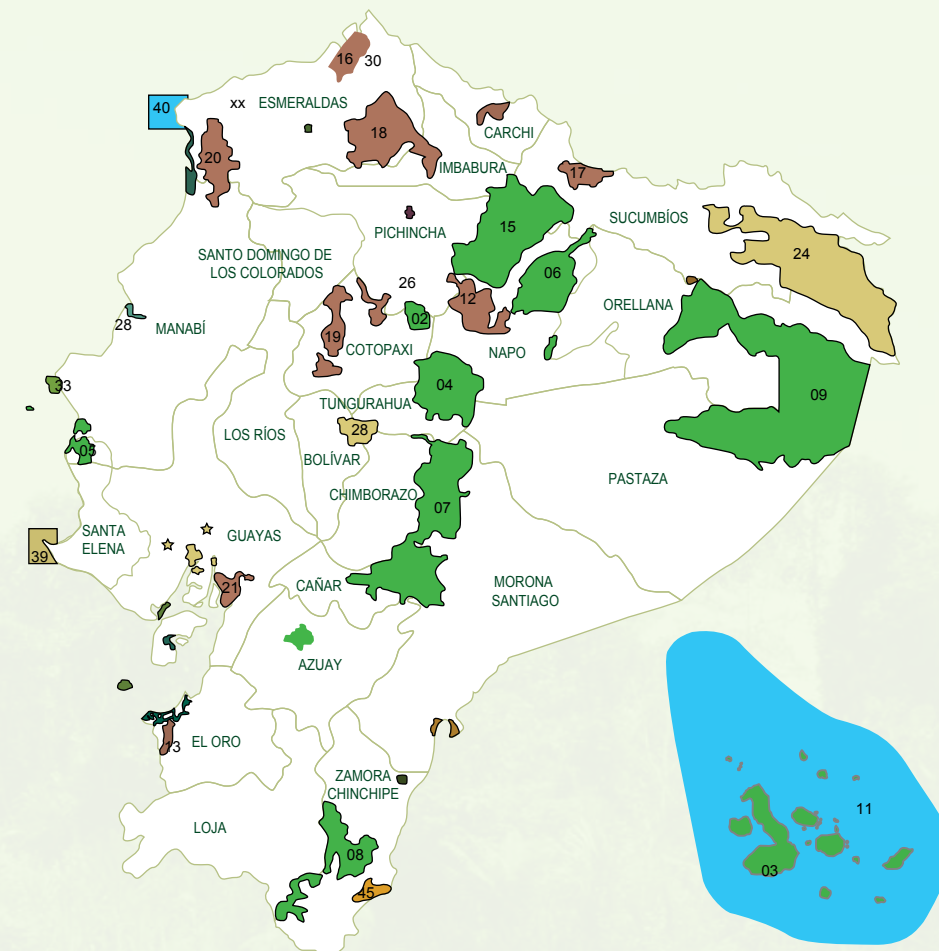 16
30
40
xx
ESMERALDAS
18
CARCHI
20
IMBABURA
17
15
SUCUMBÍOS
PICHINCHA
24
SANTO DOMINGO DE
LOS COLORADOS
06
26
12
ORELLANA
02
28
MANABÍ
19
COTOPAXI
NAPO
33
04
09
TUNGURAHUA
28
LOS RÍOS
05
BOLÍVAR
PASTAZA
CHIMBORAZO
07
SANTA
ELENA
GUAYAS
39
21
CAÑAR
MORONA
SANTIAGO
AZUAY
13
EL ORO
ZAMORA
CHINCHIPE
11
LOJA
08
03
45